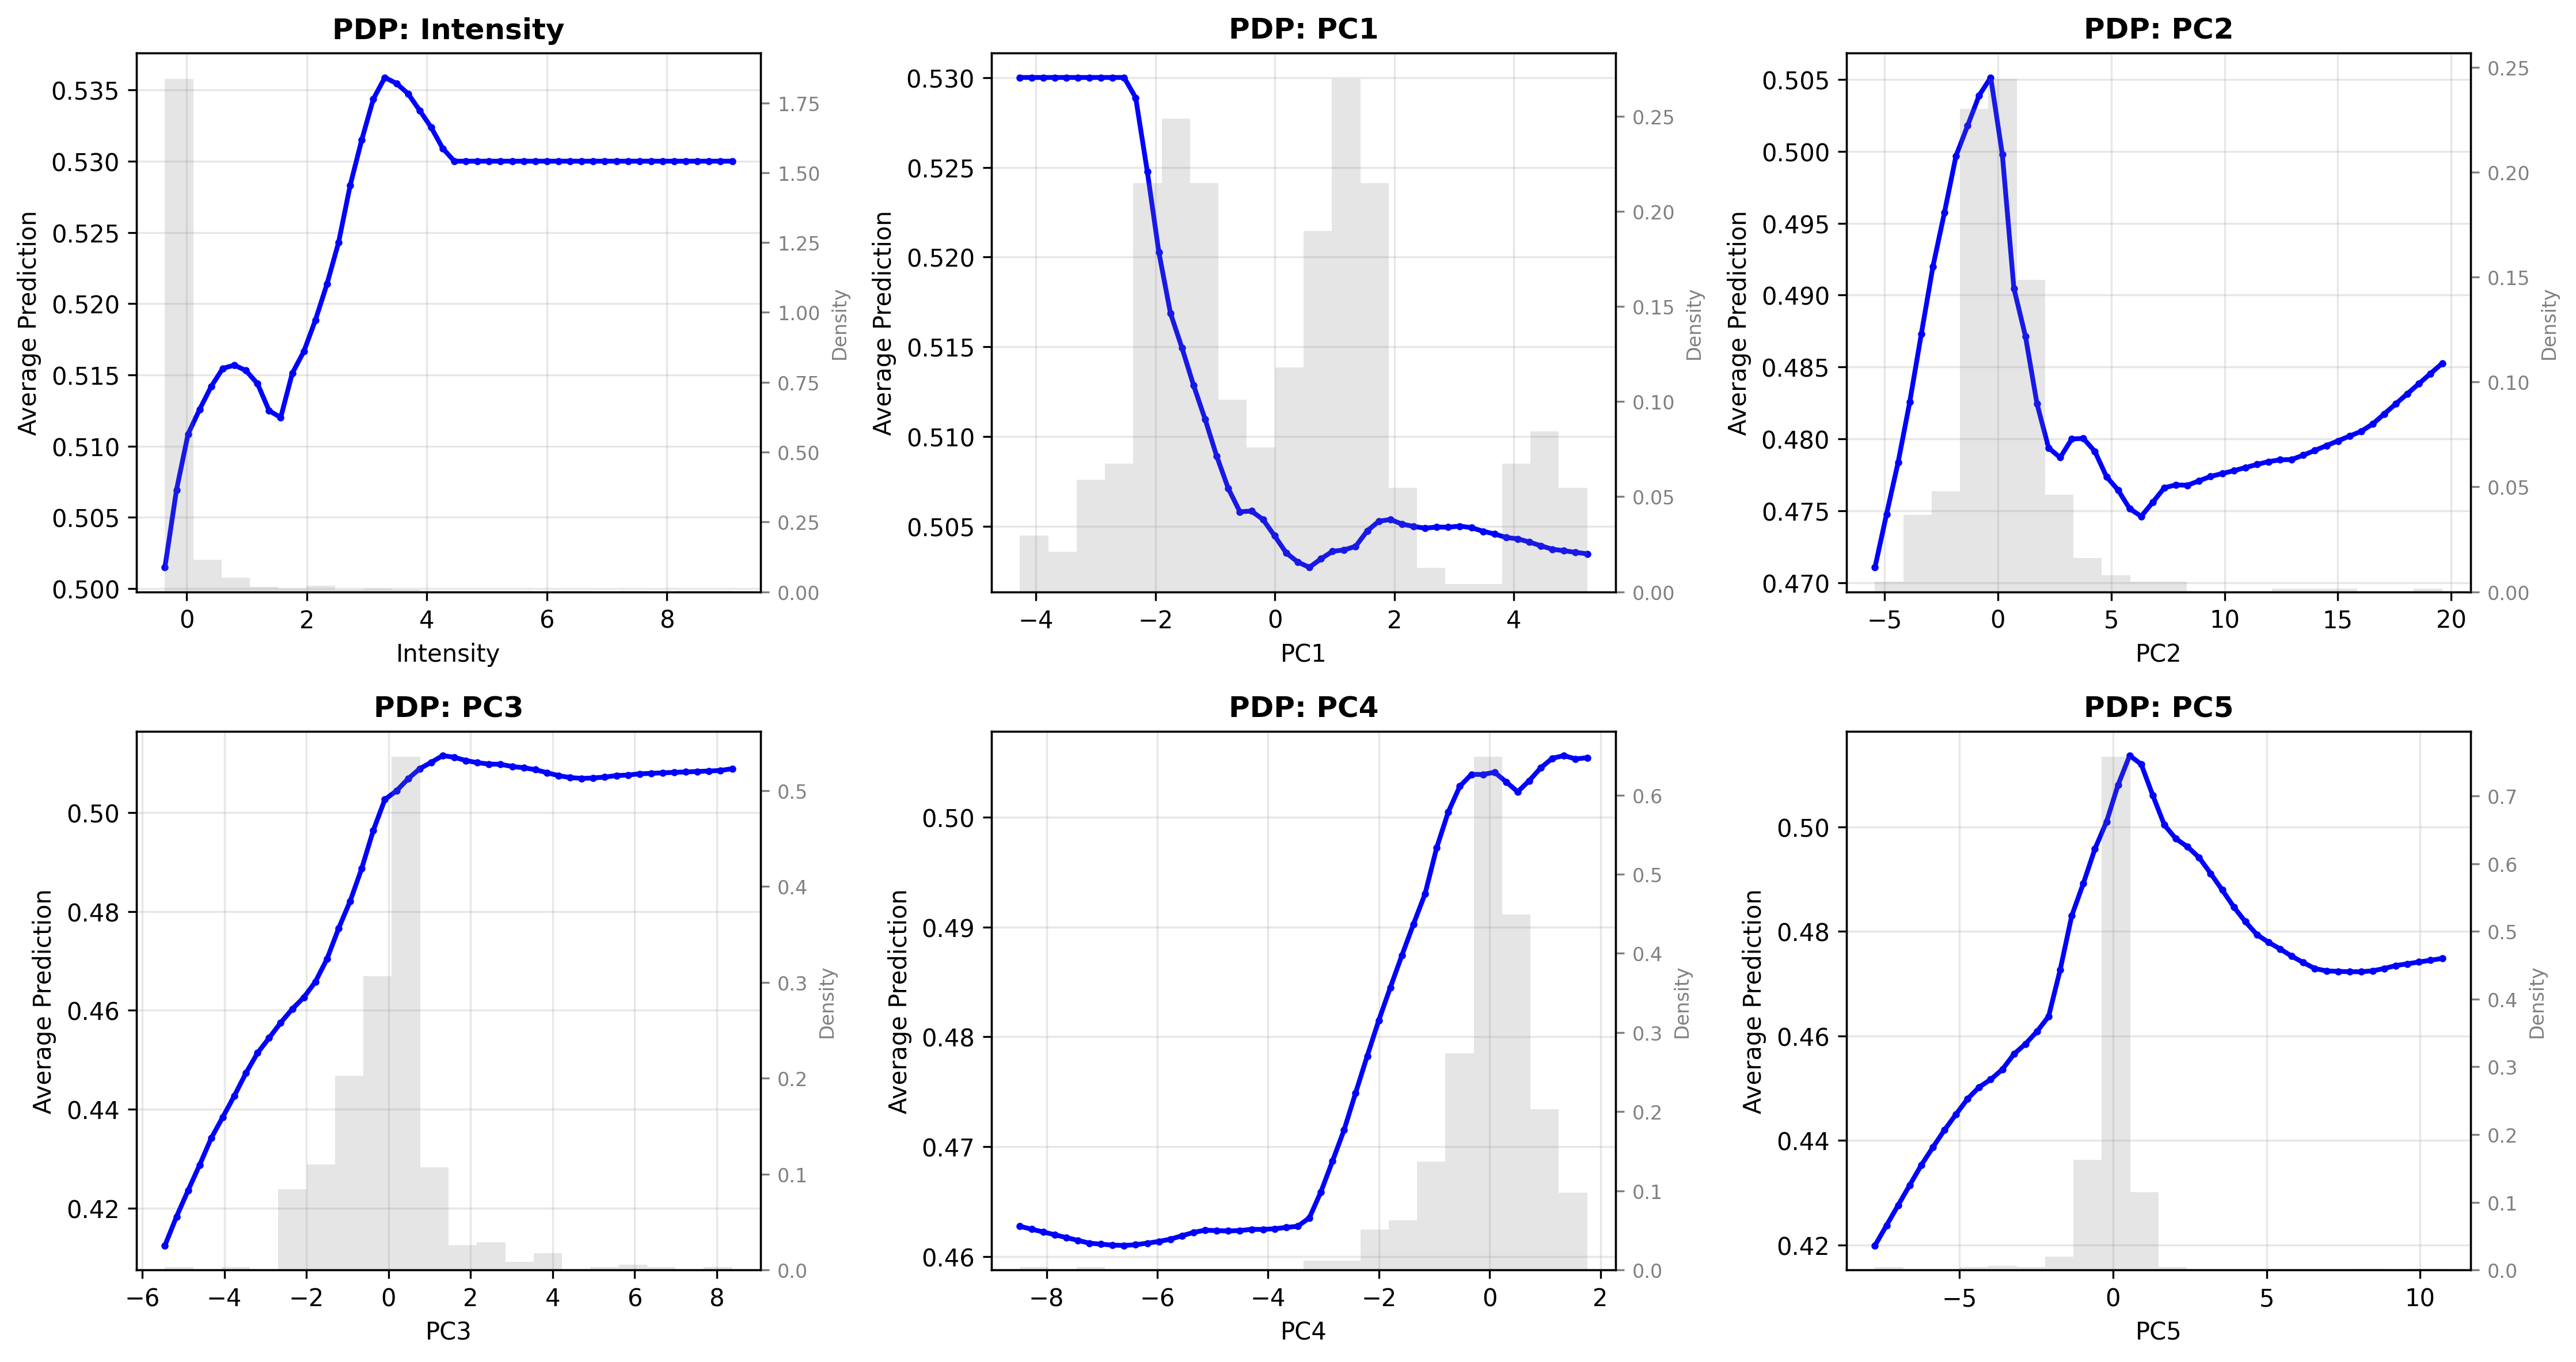 PDP: Intensity
0.535
0.530
0.525
0.520
0.515
0.510
0.505
0.500
Average Prediction
0 2 4 6 8
Intensity
1.75
1.50
1.25
1.00
0.75
0.50
0.25
0.00
Density
PDP: PC1
0.530
0.525
0.520
0.515
0.510
0.505
Average Prediction
−4 −2 0 2 4
PC1
0.25
0.20
0.15
0.10
0.05
0.00
Density
PDP: PC2
0.505
0.500
0.495
0.490
0.485
0.480
0.475
0.470
Average Prediction
−5 0 5 10 15 20
PC2
0.25
0.20
0.15
0.10
0.05
0.00
Density
PDP: PC3
0.50
0.48
0.46
0.44
0.42
Average Prediction
−6 −4 −2 0 2 4 6 8
PC3
0.5
0.4
0.3
0.2
0.1
0.0
Density
PDP: PC4
0.50
0.49
0.48
0.47
0.46
Average Prediction
−8 −6 −4 −2 0 2
PC4
0.6
0.5
0.4
0.3
0.2
0.1
0.0
Density
PDP: PC5
0.50
0.48
0.46
0.44
0.42
Average Prediction
−5 0 5 10
PC5
0.7
0.6
0.5
0.4
0.3
0.2
0.1
0.0
Density